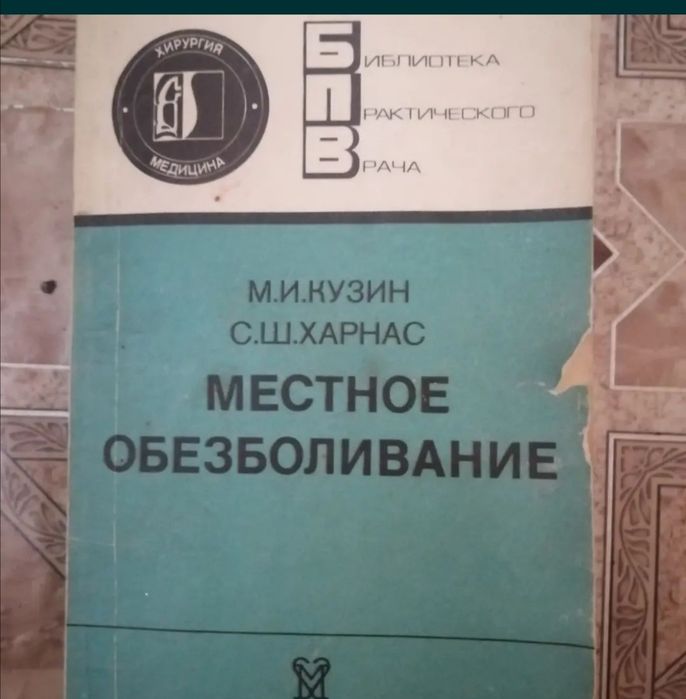 ХИРУРГИЯ
МЕДИЦИНА
БИБЛИОТЕКА
ПРАКТИЧЕСКОГО
ВРАЧА
М.И.КУЗИН
С.Ш.ХАРНАС
МЕСТНОЕ
ОБЕЗБОЛИВАНИЕ